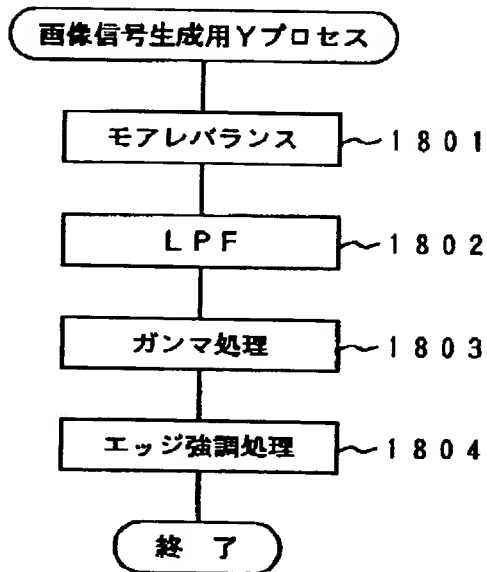 画像信号生成用Yプロセス
モアレバランス 1801
LPF 1802
ガンマ処理 1803
エッジ強調処理 1804
終了